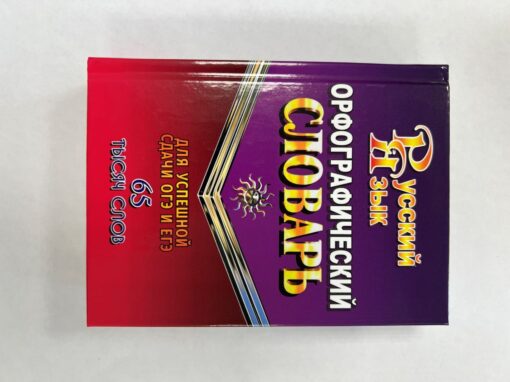 Русский
Язык
ОРФОГРАФИЧЕСКИЙ
СЛОВАРЬ
ДЛЯ УСПЕШНОЙ
СДАЧИ ОГЭ И ЕГЭ
65
ТЫСЯЧ СЛОВ